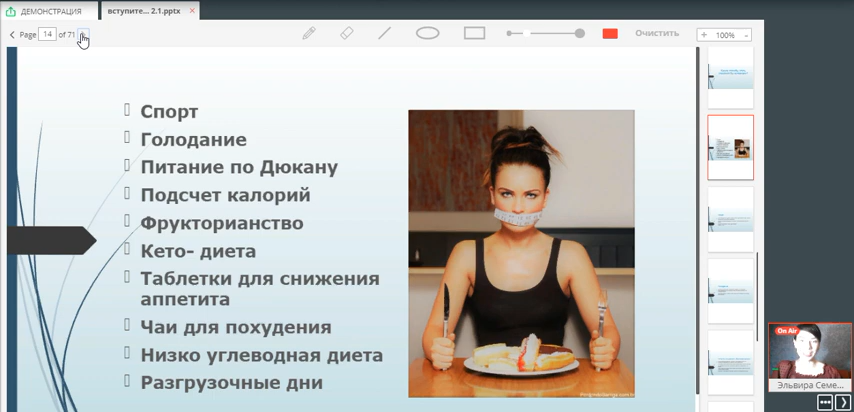 ДЕМОНСТРАЦИЯ
вступите... 2.1.pptx
Page 14 of 71
Очистить
100%
Спорт
Голодание
Питание по Дюкану
Подсчет калорий
Фрукторианство
Кето- диета
Таблетки для снижения
аппетита
Чаи для похудения
Низко углеводная диета
Разгрузочные дни
On Air
Эльвира Семе...